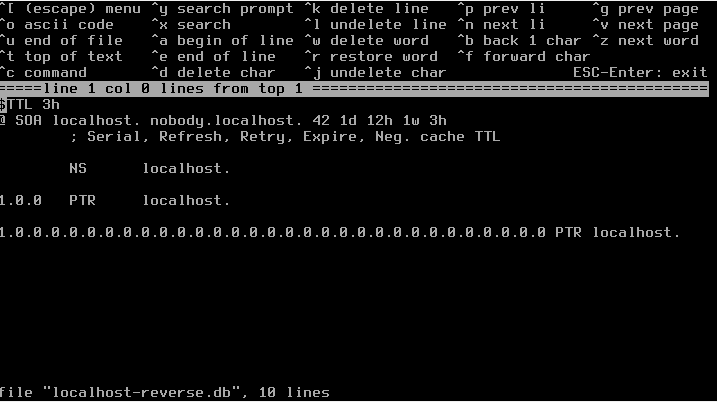 ^[ (escape) menu ^y search prompt ^k delete line ^p prev li ^g prev page
^o ascii code ^x search ^l undelete line ^n next li ^v next page
^u end of file ^a begin of line ^w delete word ^b back 1 char ^z next word
^t top of text ^e end of line ^r restore word ^f forward char
^c command ^d delete char ^j undelete char ESC-Enter: exit
=====line 1 col 0 lines from top 1 ============================================
$TTL 3h
@ SOA localhost. nobody.localhost. 42 1d 12h 1w 3h
; Serial, Refresh, Retry, Expire, Neg. cache TTL
NS localhost.
1.0.0 PTR localhost.
1.0.0.0.0.0.0.0.0.0.0.0.0.0.0.0.0.0.0.0.0.0.0.0.0.0.0.0.0.0.0 PTR localhost.
file "localhost-reverse.db", 10 lines